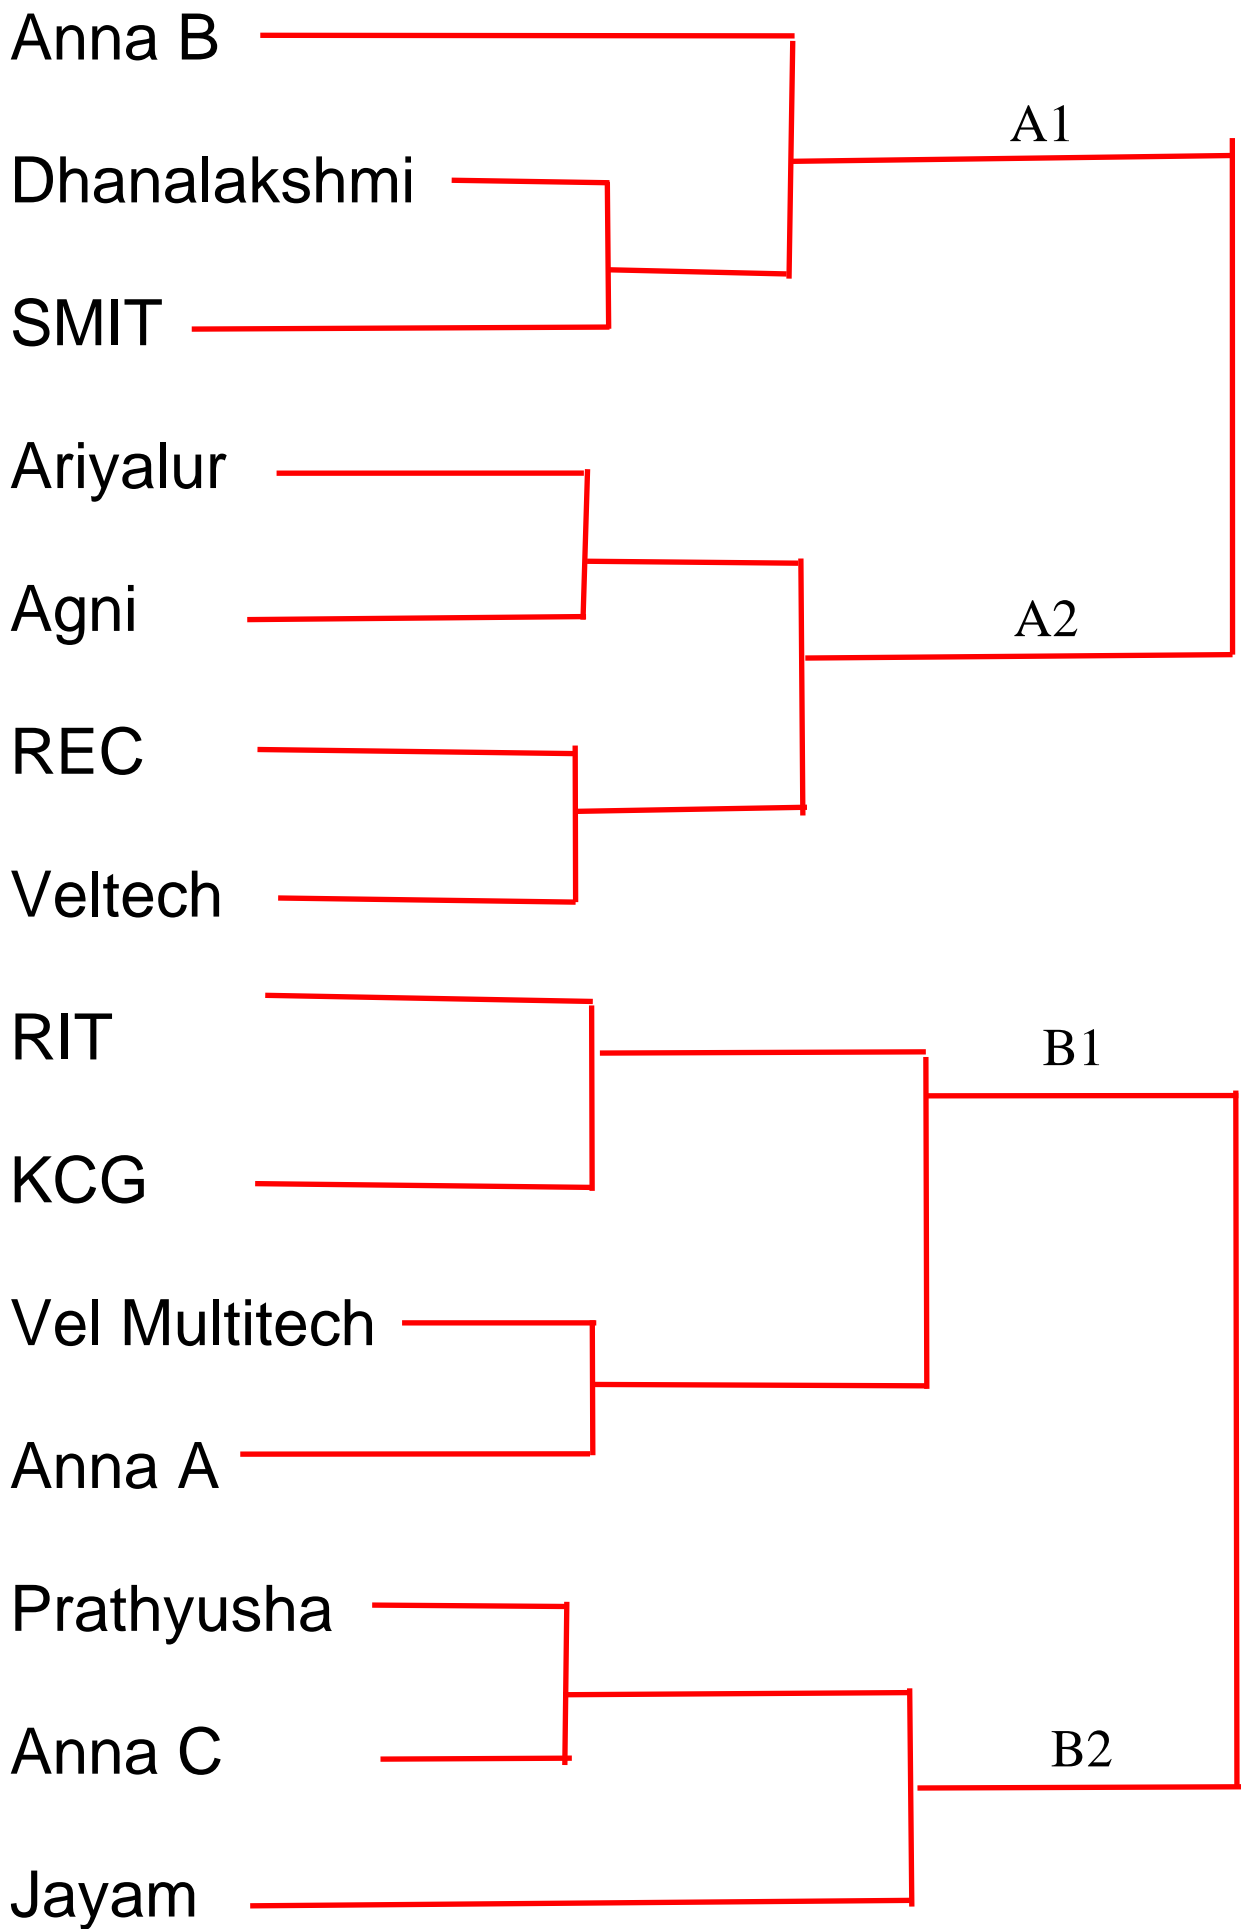 Anna B
A1
Dhanalakshmi
SMIT
Ariyalur
Agni
A2
REC
Veltech
RIT
B1
KCG
Vel Multitech
Anna A
Prathyusha
Anna C
B2
Jayam